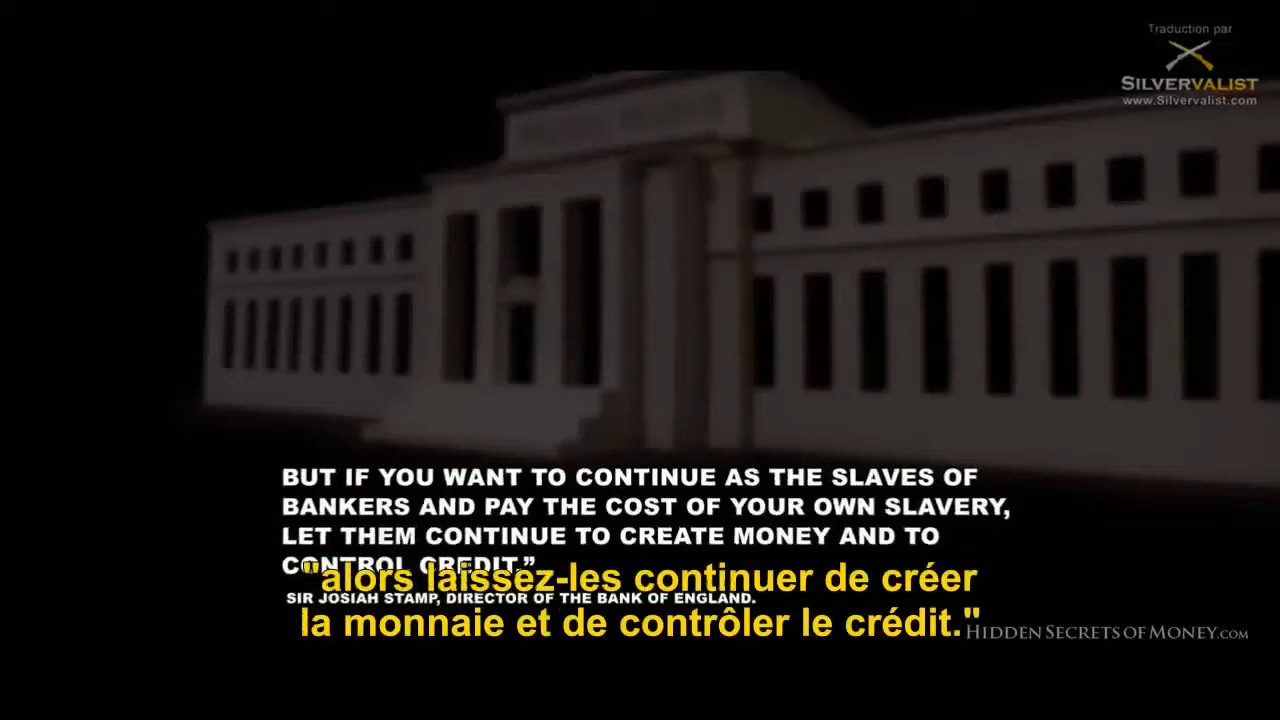 Traduction par
SILVERVALIST
www.Silvervalist.com
BUT IF YOU WANT TO CONTINUE AS THE SLAVES OF
BANKERS AND PAY THE COST OF YOUR OWN SLAVERY,
LET THEM CONTINUE TO CREATE MONEY AND TO
CONTROL CREDIT.”
"alors laissez-les continuer de créer
SIR JOSIAH STAMP, DIRECTOR OF THE BANK OF ENGLAND.
la monnaie et de contrôler le crédit."
HIDDEN SECRETS OF MONEY.COM